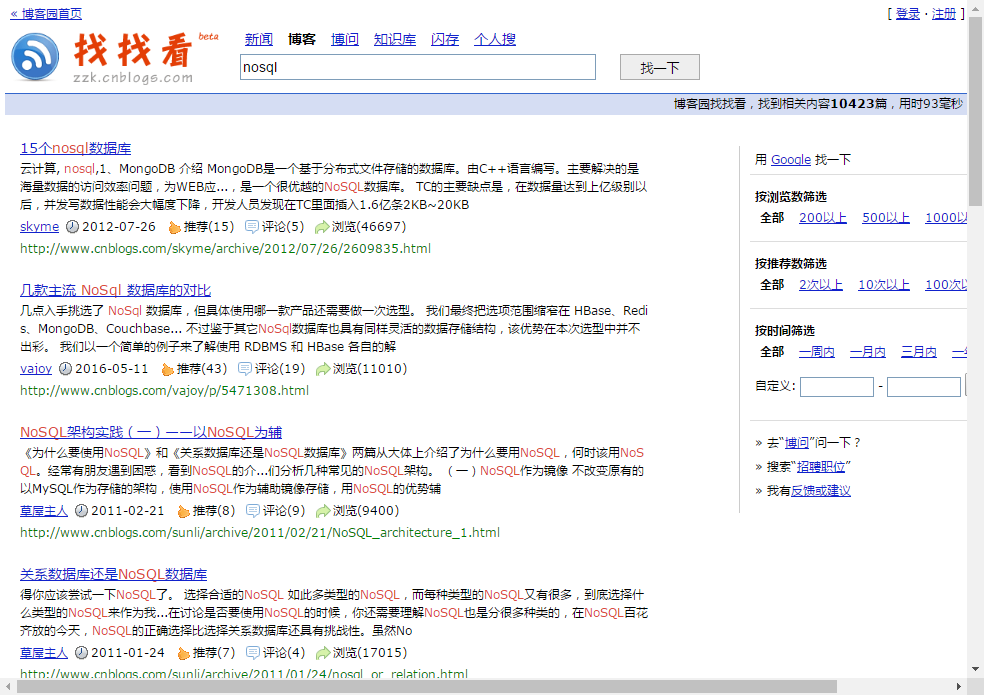 « 博客园首页
[ 登录 · 注册 ]
找找看 beta
zzk.cnblogs.com
新闻 博客 博问 知识库 闪存 个人搜
nosql
找一下
博客园找找看，找到相关内容10423篇，用时93毫秒
15个nosql数据库
云计算, nosql,1、MongoDB 介绍 MongoDB是一个基于分布式文件存储的数据库。由C++语言编写。主要解决的是
海量数据的访问效率问题，为WEB应...，是一个很优越的NoSQL数据库。 TC的主要缺点是，在数据量达到上亿级别以
后，并发写数据性能会大幅度下降，开发人员发现在TC里面插入1.6亿条2KB~20KB
skyme 2012-07-26 推荐(15) 评论(5) 浏览(46697)
http://www.cnblogs.com/skyme/archive/2012/07/26/2609835.html
几款主流 NoSql 数据库的对比
几点入手挑选了 NoSql 数据库，但具体使用哪一款产品还需要做一次选型。 我们最终把选项范围缩窄在 HBase、Redi
s、MongoDB、Couchbase... 不过鉴于其它NoSql数据库也具有同样灵活的数据存储结构，该优势在本次选型中并不
出彩。 我们以一个简单的例子来了解使用 RDBMS 和 HBase 各自的解
vajoy 2016-05-11 推荐(43) 评论(19) 浏览(11010)
http://www.cnblogs.com/vajoy/p/5471308.html
NoSQL架构实践（一）——以NoSQL为辅
《为什么要使用NoSQL》和《关系数据库还是NoSQL数据库》两篇从大体上介绍了为什么要用NoSQL，何时该用NoS
QL。经常有朋友遇到困惑，看到NoSQL的介...们分析几种常见的NoSQL架构。 （一）NoSQL作为镜像 不改变原有的
以MySQL作为存储的架构，使用NoSQL作为辅助镜像存储，用NoSQL的优势辅
草屋主人 2011-02-21 推荐(8) 评论(9) 浏览(9400)
http://www.cnblogs.com/sunli/archive/2011/02/21/NoSQL_architecture_1.html
关系数据库还是NoSQL数据库
得你应该尝试一下NoSQL了。 选择合适的NoSQL 如此多类型的NoSQL，而每种类型的NoSQL又有很多，到底选择什
么类型的NoSQL来作为我...在讨论是否要使用NoSQL的时候，你还需要理解NoSQL也是分很多种类的，在NoSQL百花
齐放的今天，NoSQL的正确选择比选择关系数据库还具有挑战性。虽然No
草屋主人 2011-01-24 推荐(7) 评论(4) 浏览(17015)
http://www.cnblogs.com/sunli/archive/2011/01/24/nosql_or_relation.html
用 Google 找一下
按浏览数筛选
全部 200以上 500以上 1000以
按推荐数筛选
全部 2次以上 10次以上 100次以
按时间筛选
全部 一周内 一月内 三月内 一年
自定义: -
» 去“博问”问一下？
» 搜索“招聘职位”
» 我有反馈或建议